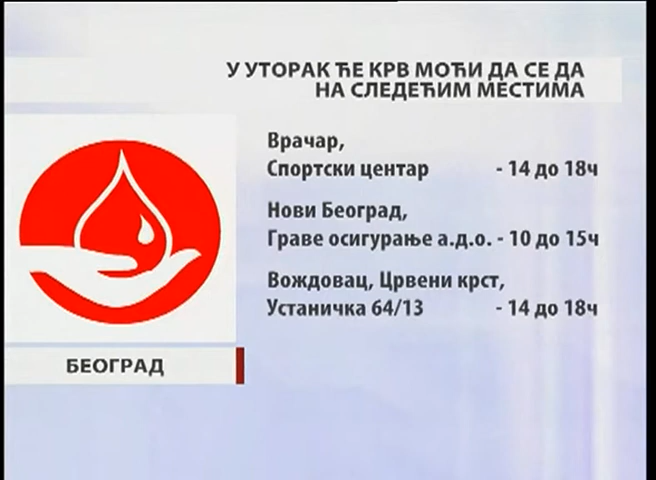 У УТОРАК ЋЕ КРВ МОЋИ ДА СЕ ДА
НА СЛЕДЕЋИМ МЕСТИМА
Врачар,
Спортски центар - 14 до 18ч
Нови Београд,
Граве осигурање а.д.о. - 10 до 15ч
Вождовац, Црвени крст,
Устаничка 64/13 - 14 до 18ч
БЕОГРАД